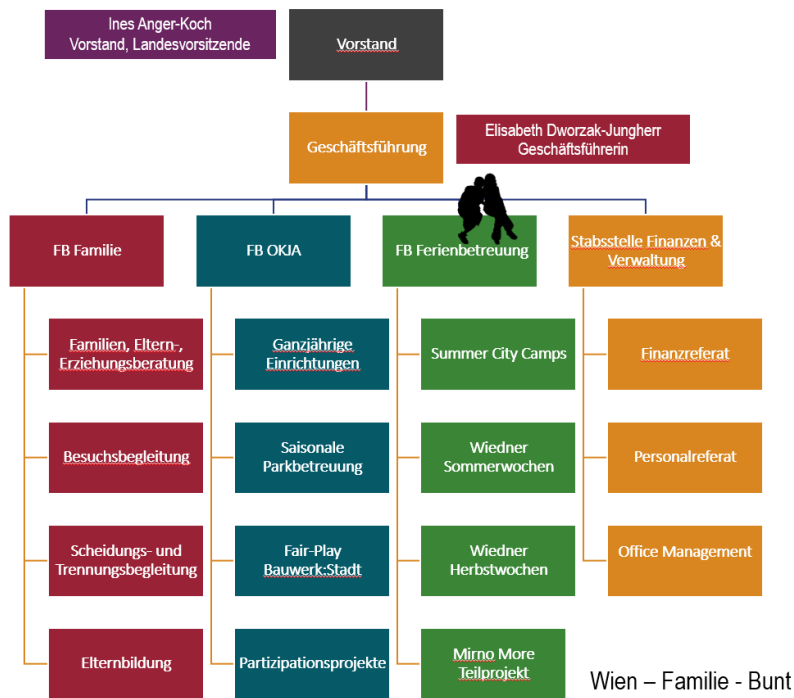 Ines Anger-Koch
Vorstand, Landesvorsitzende
Vorstand
Geschäftsführung
Elisabeth Dworzak-Jungherr
Geschäftsführerin
FB Familie
FB OKJA
FB Ferienbetreuung
Stabsstelle Finanzen &
Verwaltung
Familien, Eltern-,
Erziehungsberatung
Ganzjährige
Einrichtungen
Summer City Camps
Finanzreferat
Besuchsbegleitung
Saisonale
Parkbetreuung
Wiedner
Sommerwochen
Personalreferat
Scheidungs- und
Trennungsbegleitung
Fair-Play
Bauwerk:Stadt
Wiedner
Herbstwochen
Office Management
Elternbildung
Partizipationsprojekte
Mirno More
Teilprojekt
Wien – Familie - Bunt